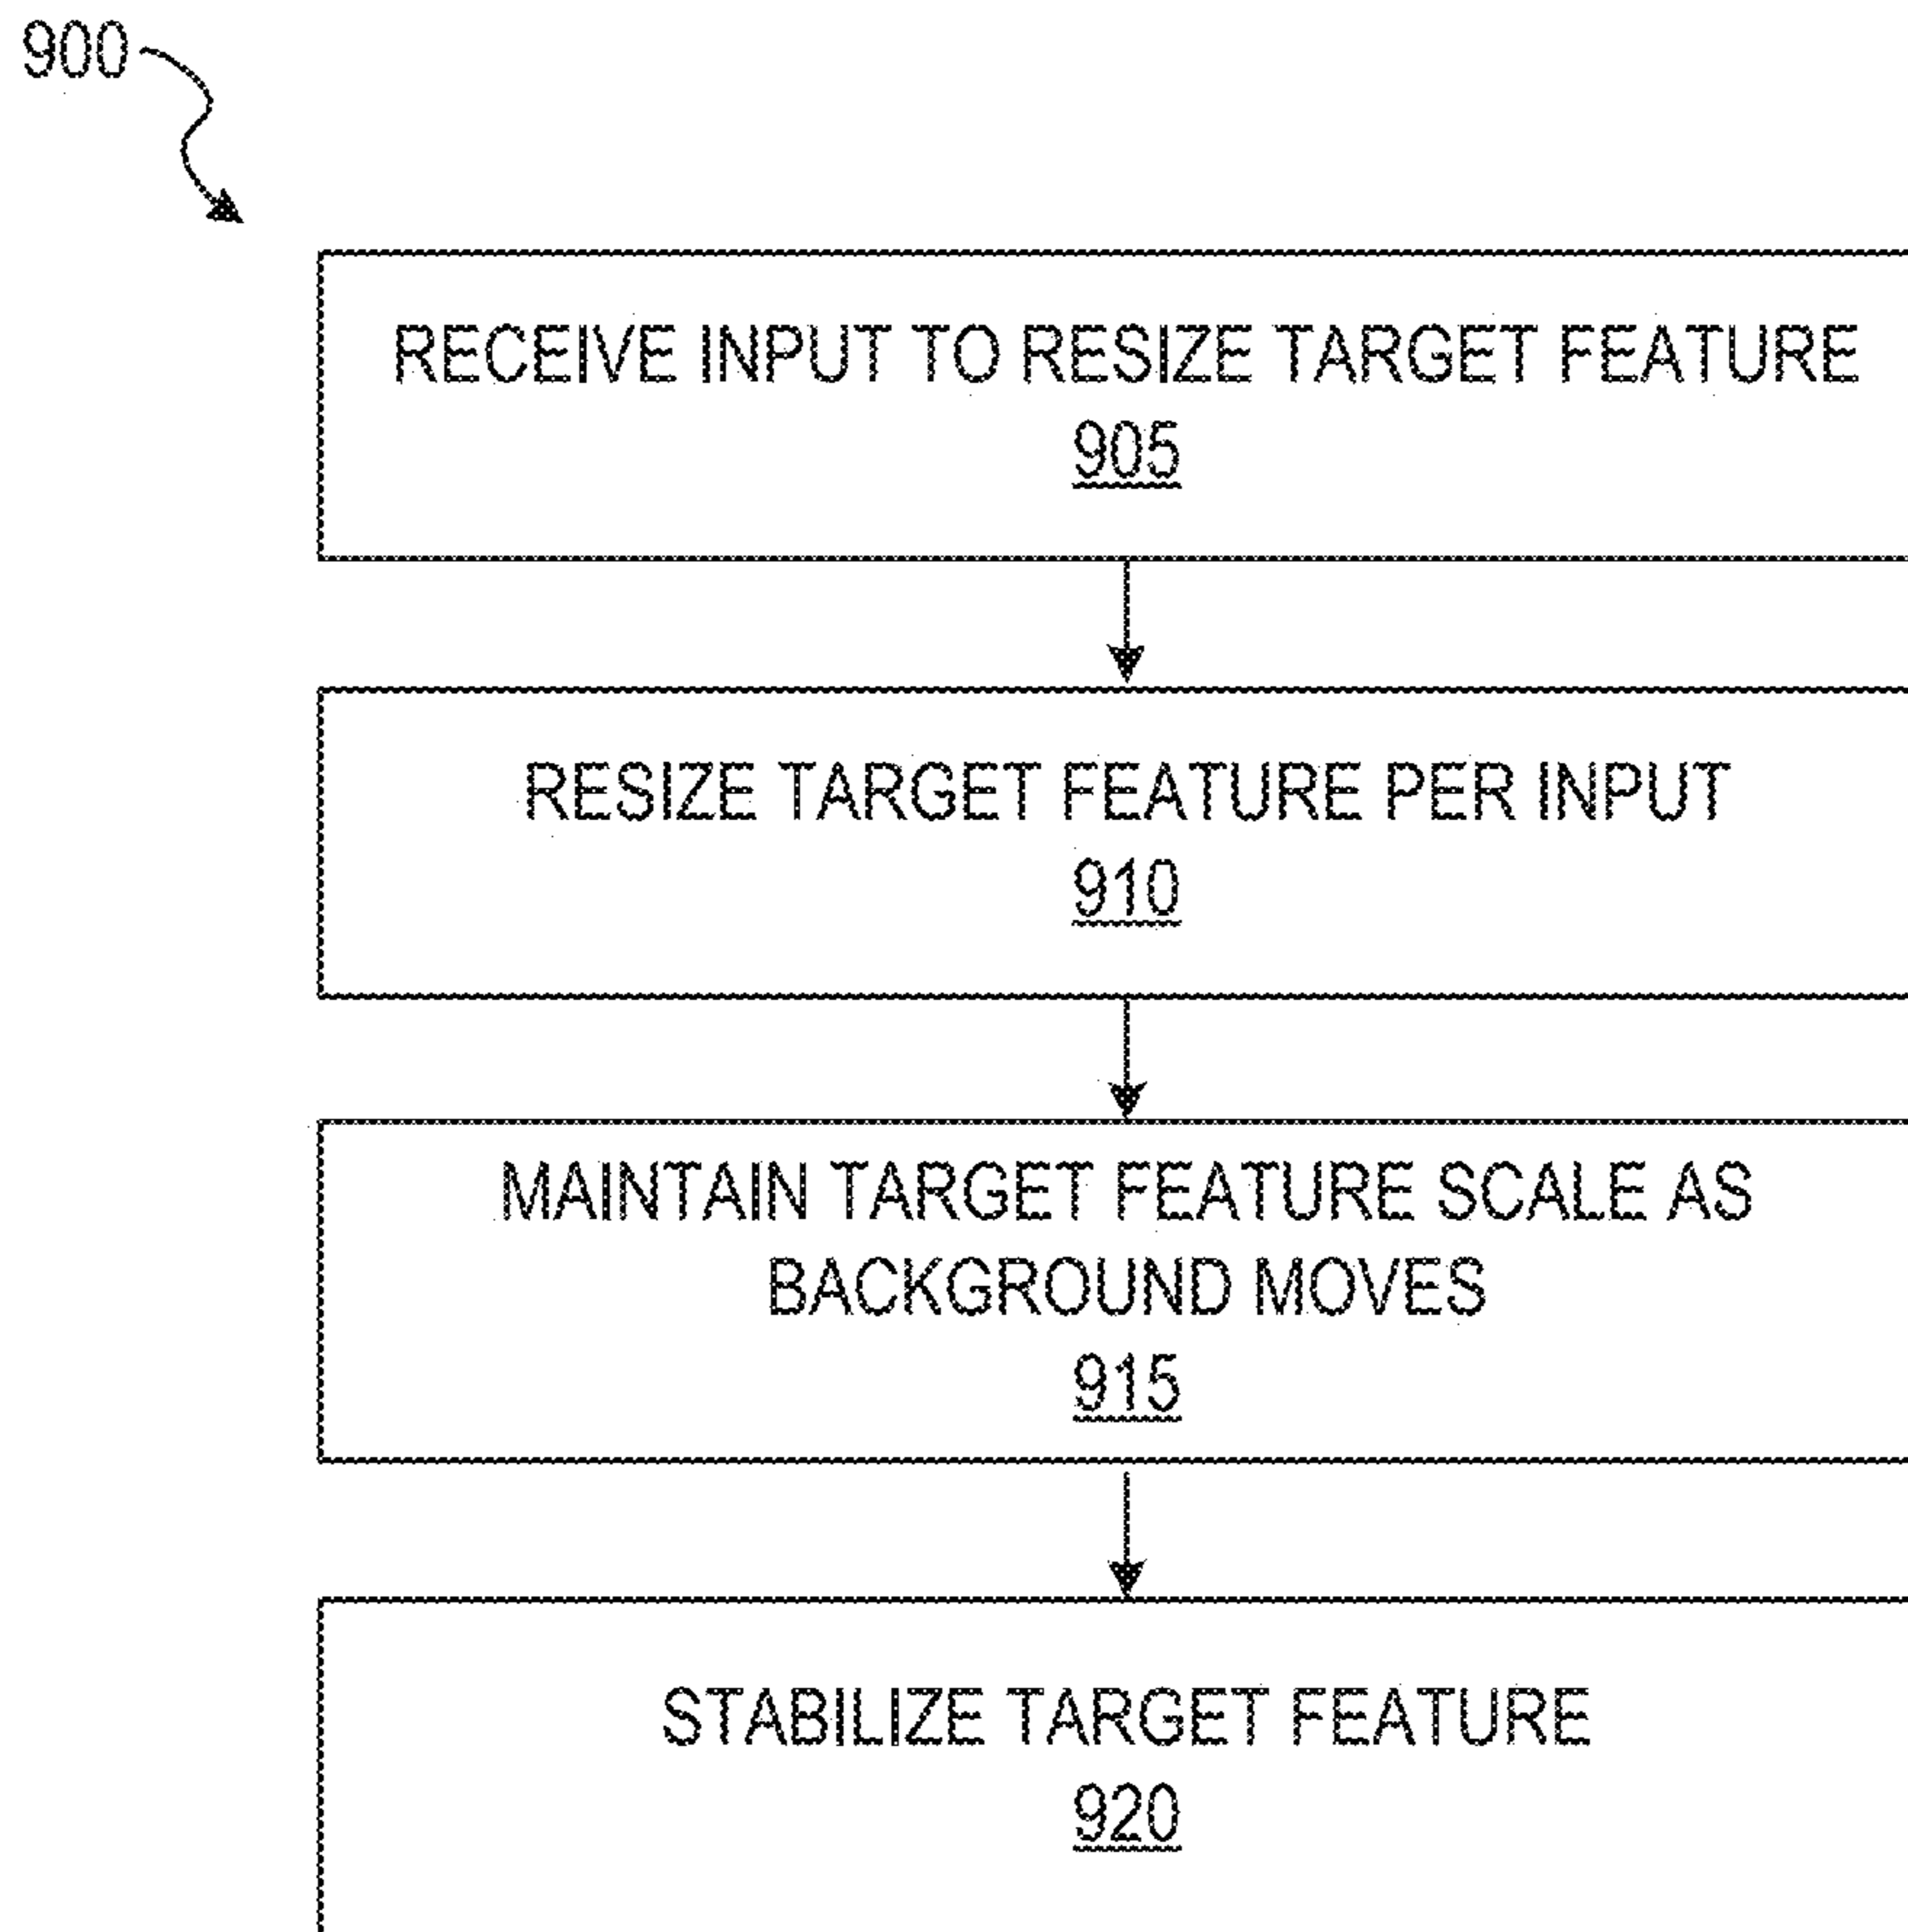 900
RECEIVE INPUT TO RESIZE TARGET FEATURE
905
RESIZE TARGET FEATURE PER INPUT
910
MAINTAIN TARGET FEATURE SCALE AS
BACKGROUND MOVES
915
STABILIZE TARGET FEATURE
920